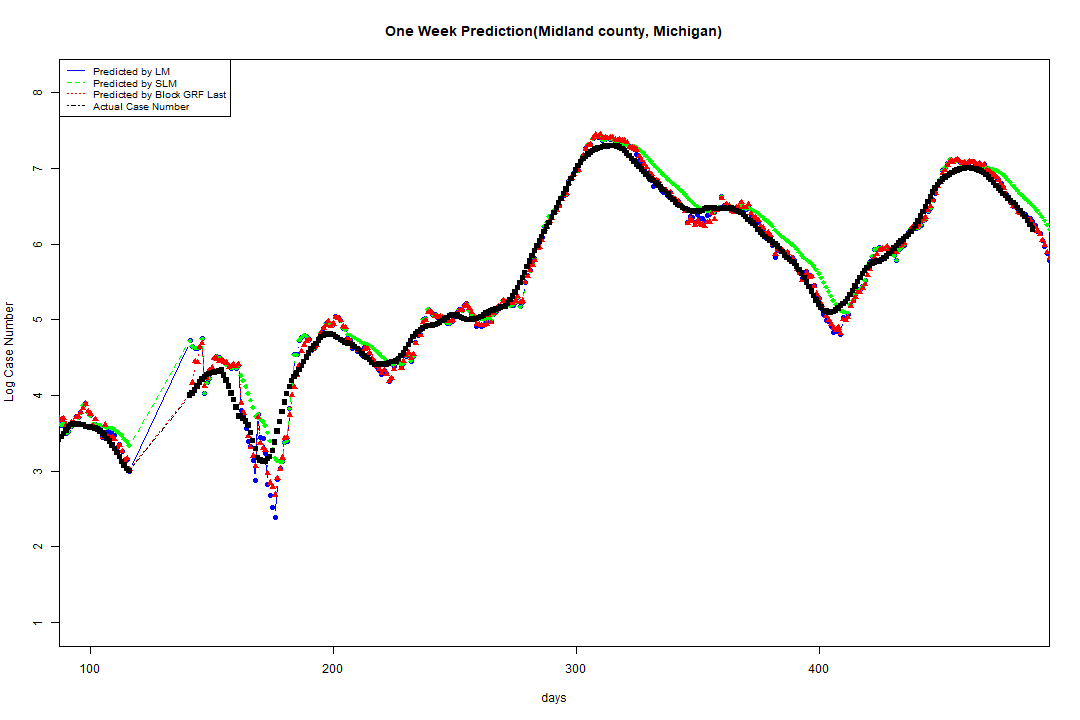 One Week Prediction(Midland county, Michigan)
Predicted by LM
Predicted by SLM
Predicted by Block GRF Last
Actual Case Number
8
7
6
5
4
3
2
1
Log Case Number
100 200 300 400
days